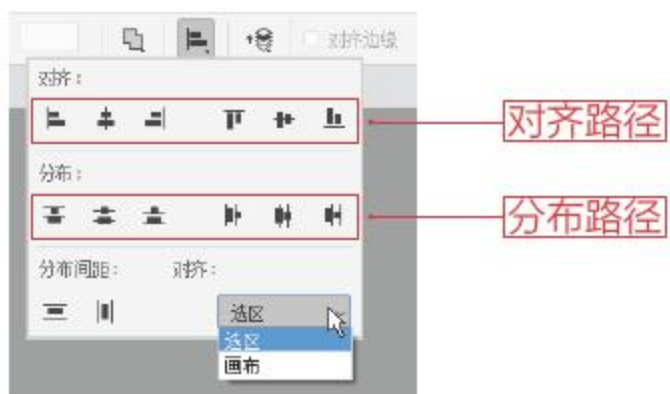 对齐边缘
对齐：
对齐路径
分布：
分布路径
分布间距： 对齐：
选区
选区
画布